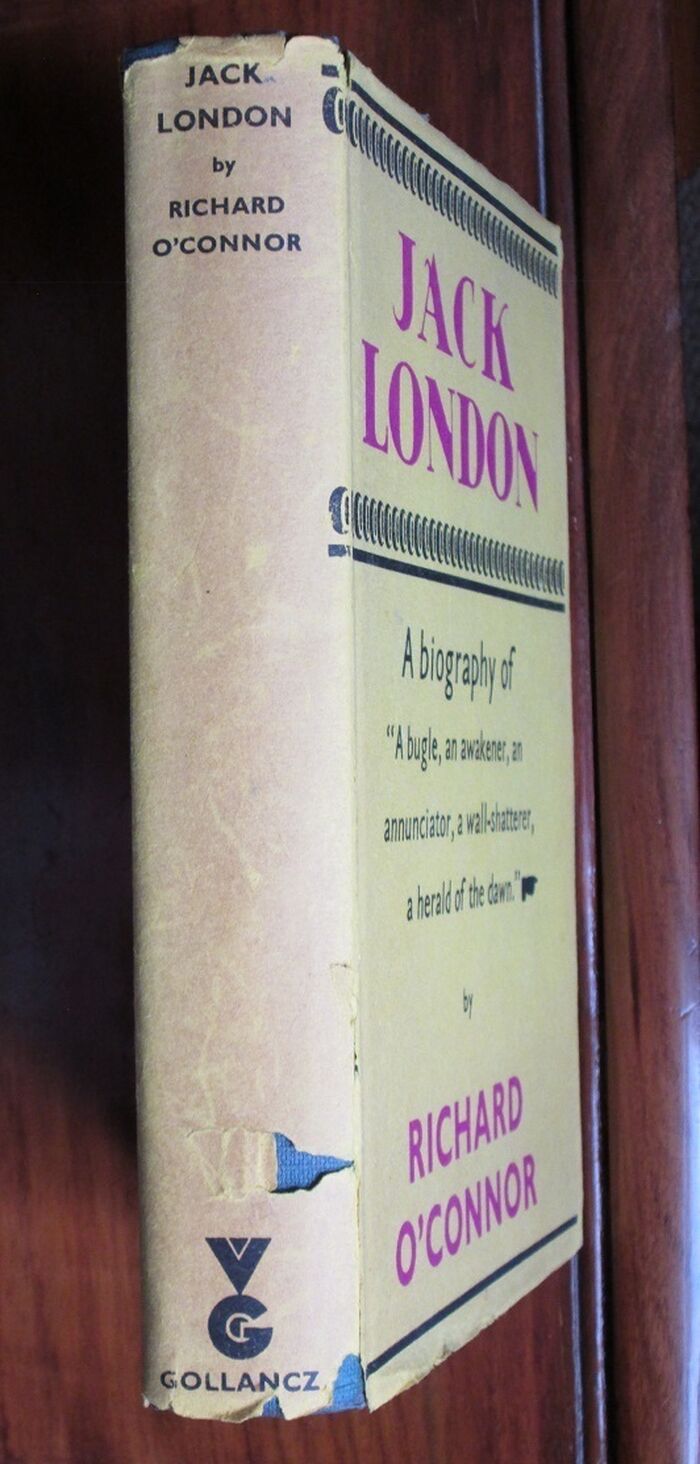 JACK
LONDON
by
RICHARD
O'CONNOR
VG
GOLLANCZ
JACK
LONDON
A biography of
“A bugle, an awakener, an
annunciator, a wall-shatterer,
a herald of the dawn.”
by
RICHARD
O'CONNOR